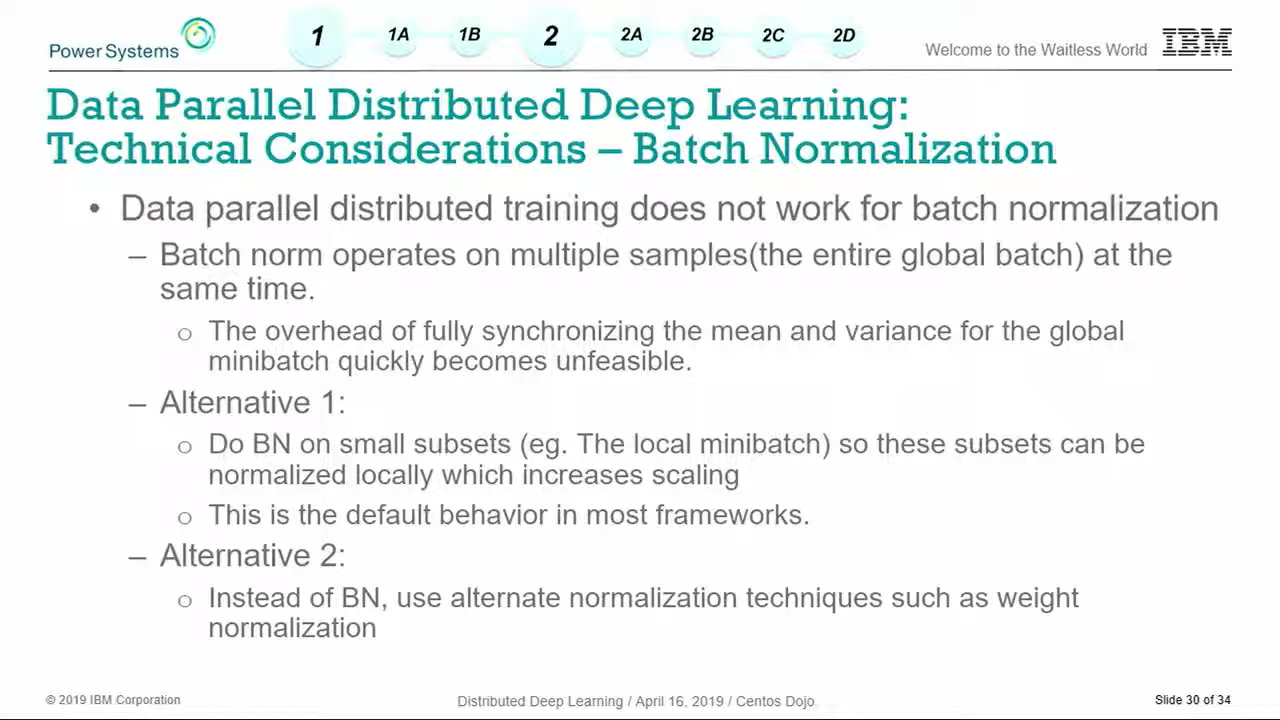 Power Systems
1 1A 1B 2 2A 2B 2C 2D
Welcome to the Waitless World IBM
Data Parallel Distributed Deep Learning:
Technical Considerations – Batch Normalization
• Data parallel distributed training does not work for batch normalization
– Batch norm operates on multiple samples(the entire global batch) at the
same time.
o The overhead of fully synchronizing the mean and variance for the global
minibatch quickly becomes unfeasible.
– Alternative 1:
o Do BN on small subsets (eg. The local minibatch) so these subsets can be
normalized locally which increases scaling
o This is the default behavior in most frameworks.
– Alternative 2:
o Instead of BN, use alternate normalization techniques such as weight
normalization
© 2019 IBM Corporation
Distributed Deep Learning / April 16, 2019 / Centos Dojo
Slide 30 of 34